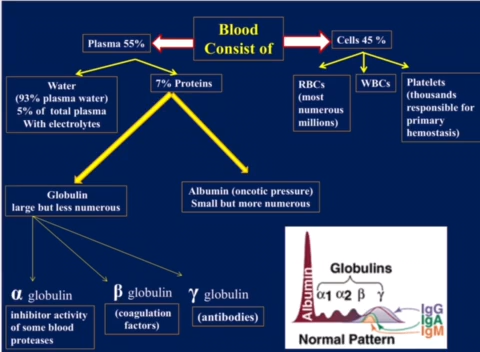 Blood
Consist of
Plasma 55%
Cells 45 %
Water
(93% plasma water)
5% of total plasma
With electrolytes
7% Proteins
RBCs
(most
numerous
millions)
WBCs
Platelets
(thousands
responsible for
primary
hemostasis)
Globulin
large but less numerous
Albumin (oncotic pressure)
Small but more numerous
α globulin
inhibitor activity
of some blood
proteases
β globulin
(coagulation
factors)
γ globulin
(antibodies)
Albumin
Globulins
α1 α2 β γ
IgG
IgA
IgM
Normal Pattern